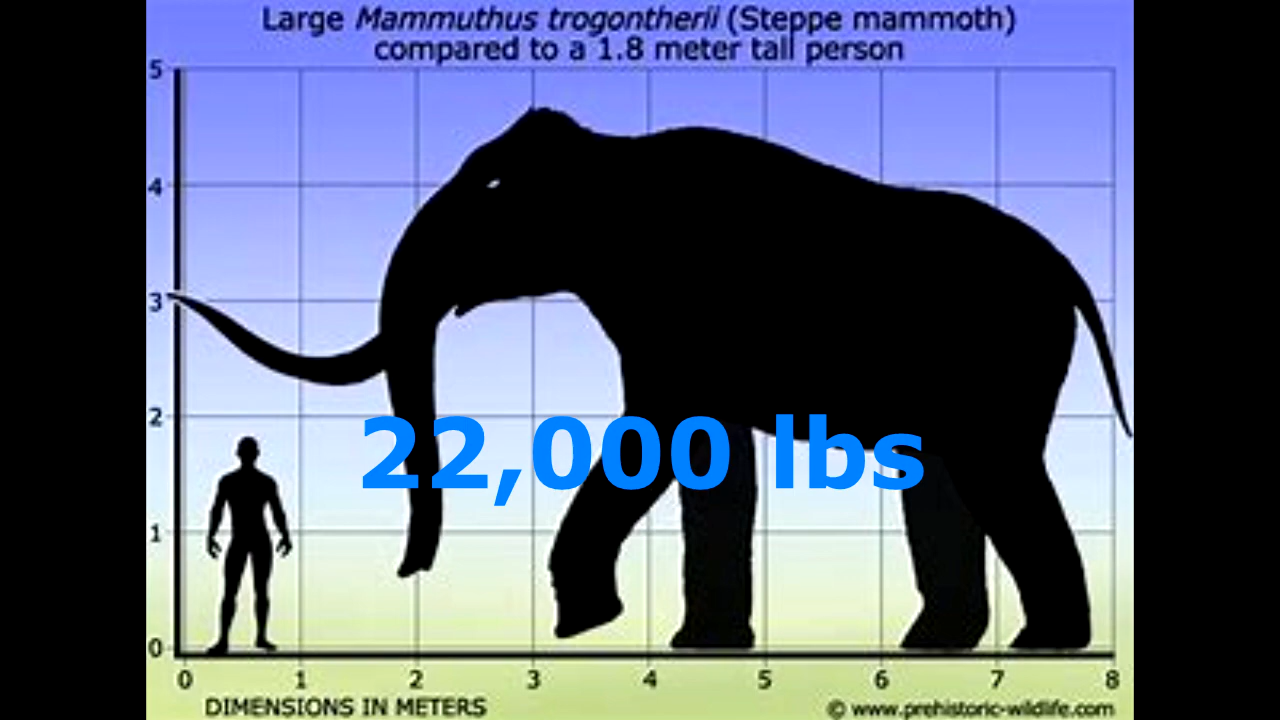 Large Mammuthus trogontherii (Steppe mammoth)
compared to a 1.8 meter tall person
5
4
3
2
22,000 lbs
1
0
0 1 2 3 4 5 6 7 8
DIMENSIONS IN METERS
© www.prehistoric-wildlife.com